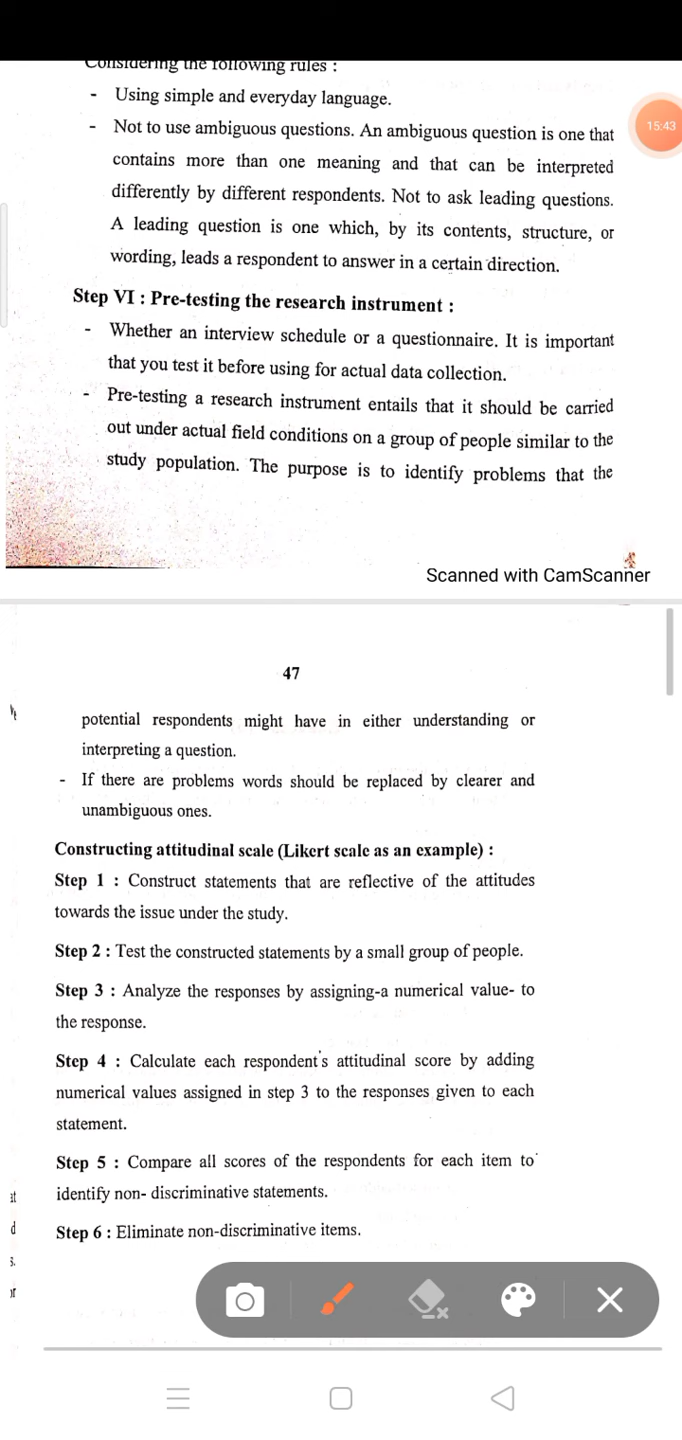 Considering the following rules :
- Using simple and everyday language.
15:43
- Not to use ambiguous questions. An ambiguous question is one that
contains more than one meaning and that can be interpreted
differently by different respondents. Not to ask leading questions.
A leading question is one which, by its contents, structure, or
wording, leads a respondent to answer in a certain direction.
Step VI : Pre-testing the research instrument :
- Whether an interview schedule or a questionnaire. It is important
that you test it before using for actual data collection.
- Pre-testing a research instrument entails that it should be carried
out under actual field conditions on a group of people similar to the
study population. The purpose is to identify problems that the
Scanned with CamScanner
47
potential respondents might have in either understanding or
interpreting a question.
- If there are problems words should be replaced by clearer and
unambiguous ones.
Constructing attitudinal scale (Likert scale as an example) :
Step 1 : Construct statements that are reflective of the attitudes
towards the issue under the study.
Step 2 : Test the constructed statements by a small group of people.
Step 3 : Analyze the responses by assigning-a numerical value- to
the response.
Step 4 : Calculate each respondent's attitudinal score by adding
numerical values assigned in step 3 to the responses given to each
statement.
Step 5 : Compare all scores of the respondents for each item to
identify non- discriminative statements.
Step 6 : Eliminate non-discriminative items.